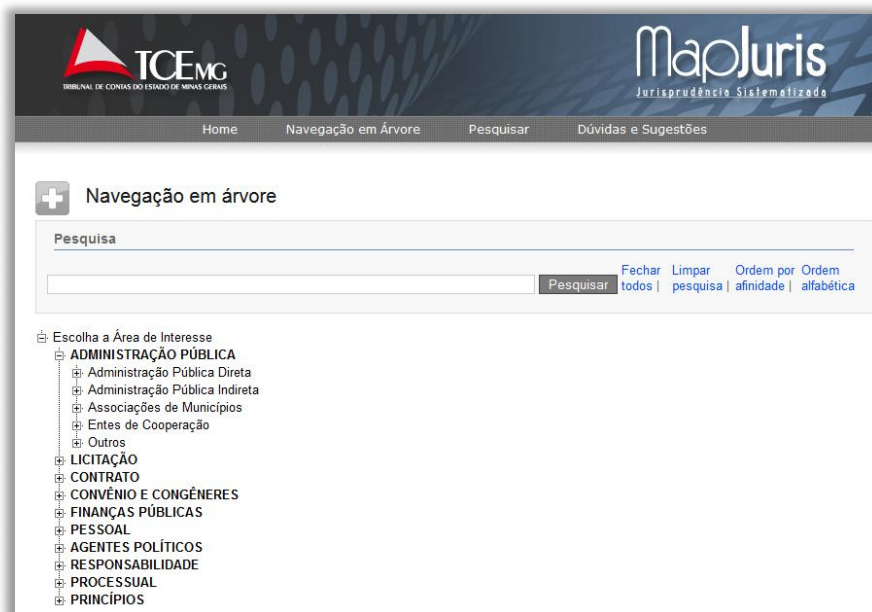 TCEMG
TRIBUNAL DE CONTAS DO ESTADO DE MINAS GERAIS
MapJuris
Jurisprudência Sistematizada
Home Navegação em Árvore Pesquisar Dúvidas e Sugestões
Navegação em árvore
Pesquisa
Pesquisar
Fechar todos |
Limpar pesquisa |
Ordem por afinidade |
Ordem alfabética
Escolha a Área de Interesse
ADMINISTRAÇÃO PÚBLICA
Administração Pública Direta
Administração Pública Indireta
Associações de Municípios
Entes de Cooperação
Outros
LICITAÇÃO
CONTRATO
CONVÊNIO E CONGÊNERES
FINANÇAS PÚBLICAS
PESSOAL
AGENTES POLÍTICOS
RESPONSABILIDADE
PROCESSUAL
PRINCÍPIOS